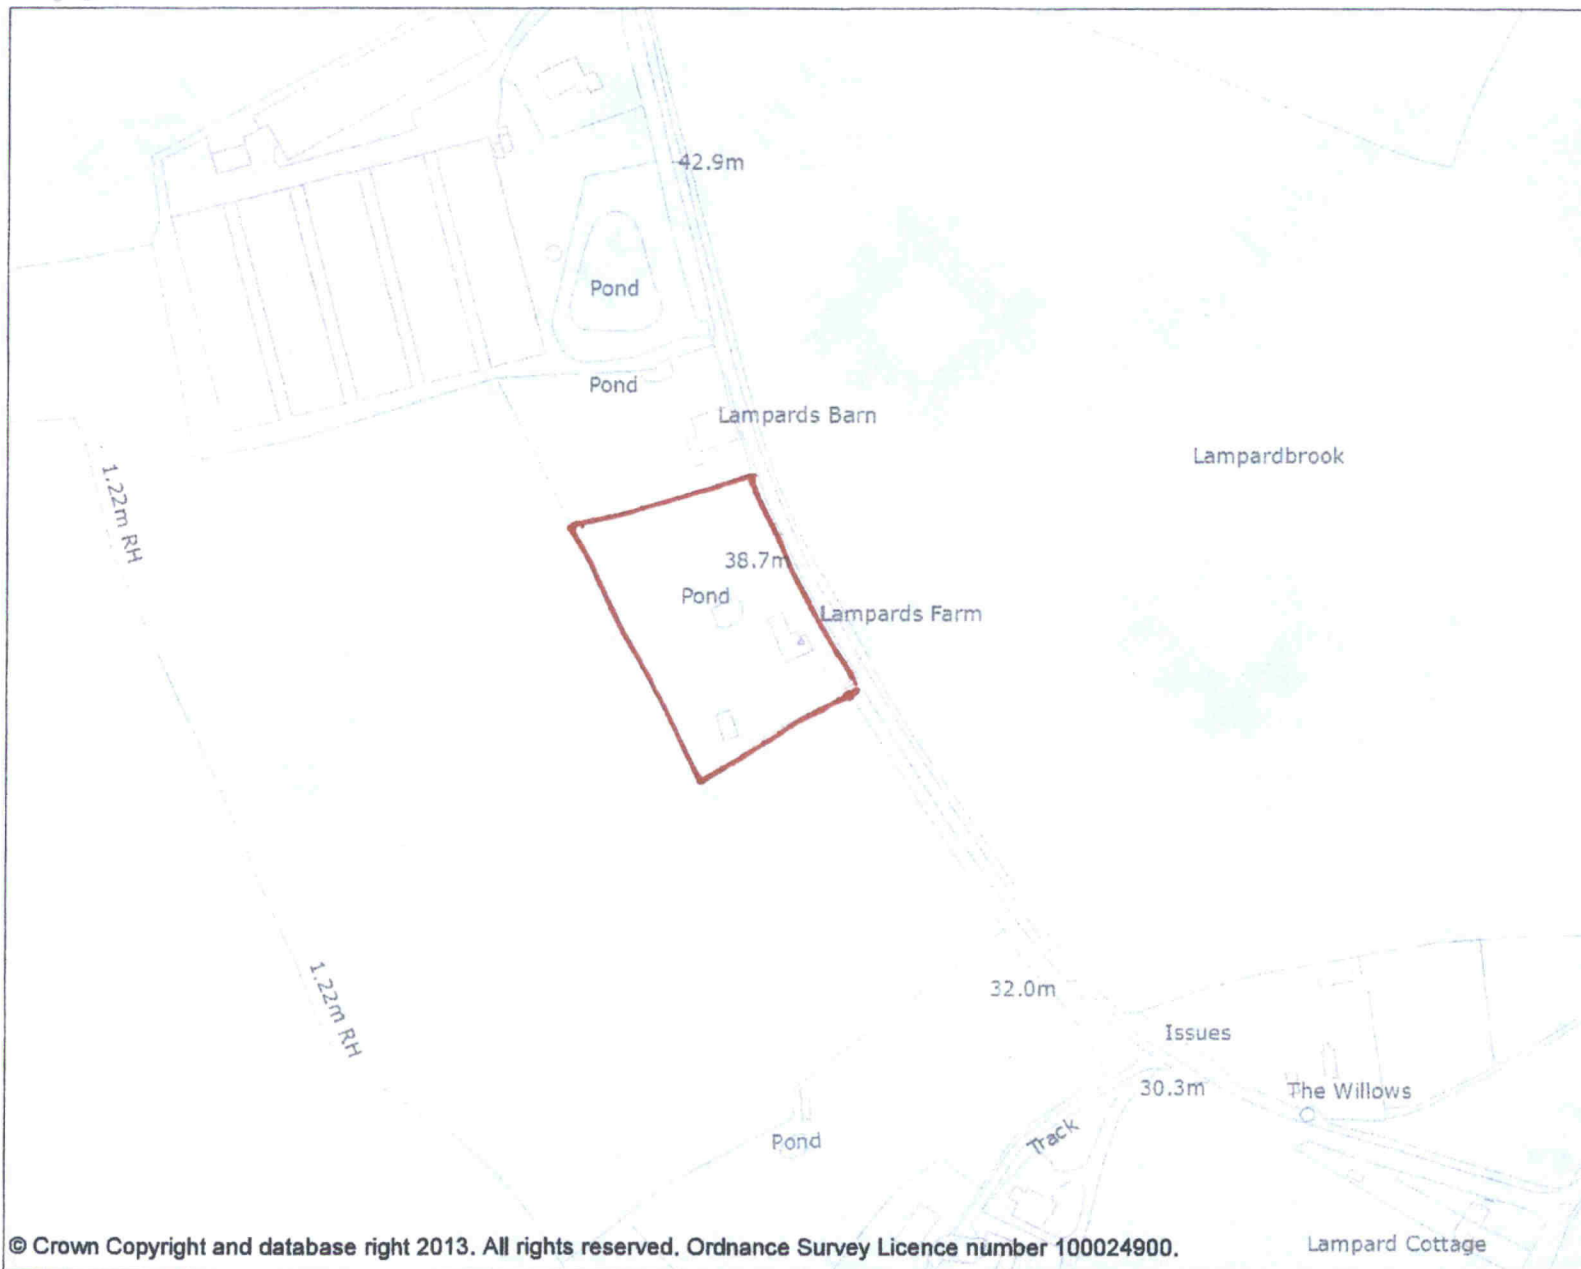 42.9m
Pond
Pond
Lampards Barn
Lampardbrook
1.22m RH
38.7m
Pond
Lampards Farm
1.22m RH
32.0m
Issues
30.3m
The Willows
Track
Pond
Lampard Cottage
© Crown Copyright and database right 2013. All rights reserved. Ordnance Survey Licence number 100024900.